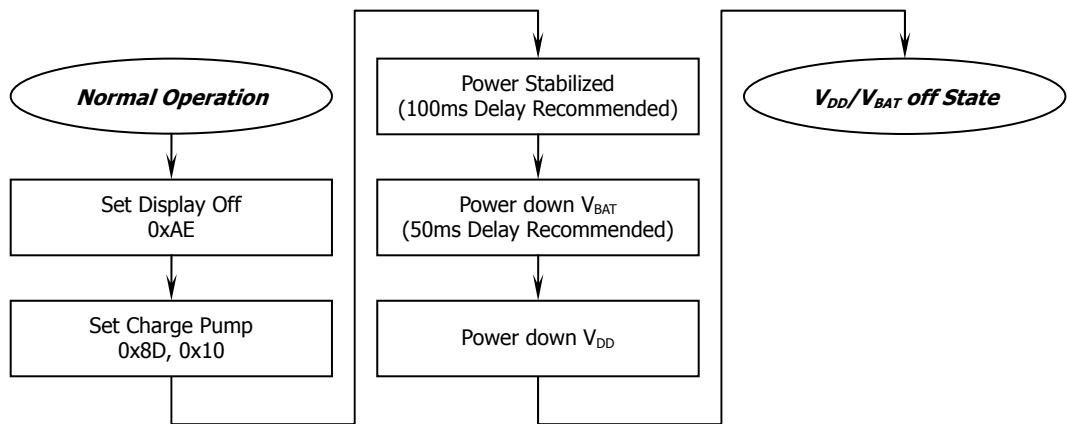 Normal Operation
Set Display Off
0xAE
Set Charge Pump
0x8D, 0x10
Power Stabilized
(100ms Delay Recommended)
Power down VBAT
(50ms Delay Recommended)
Power down VDD
VDD/VBAT off State